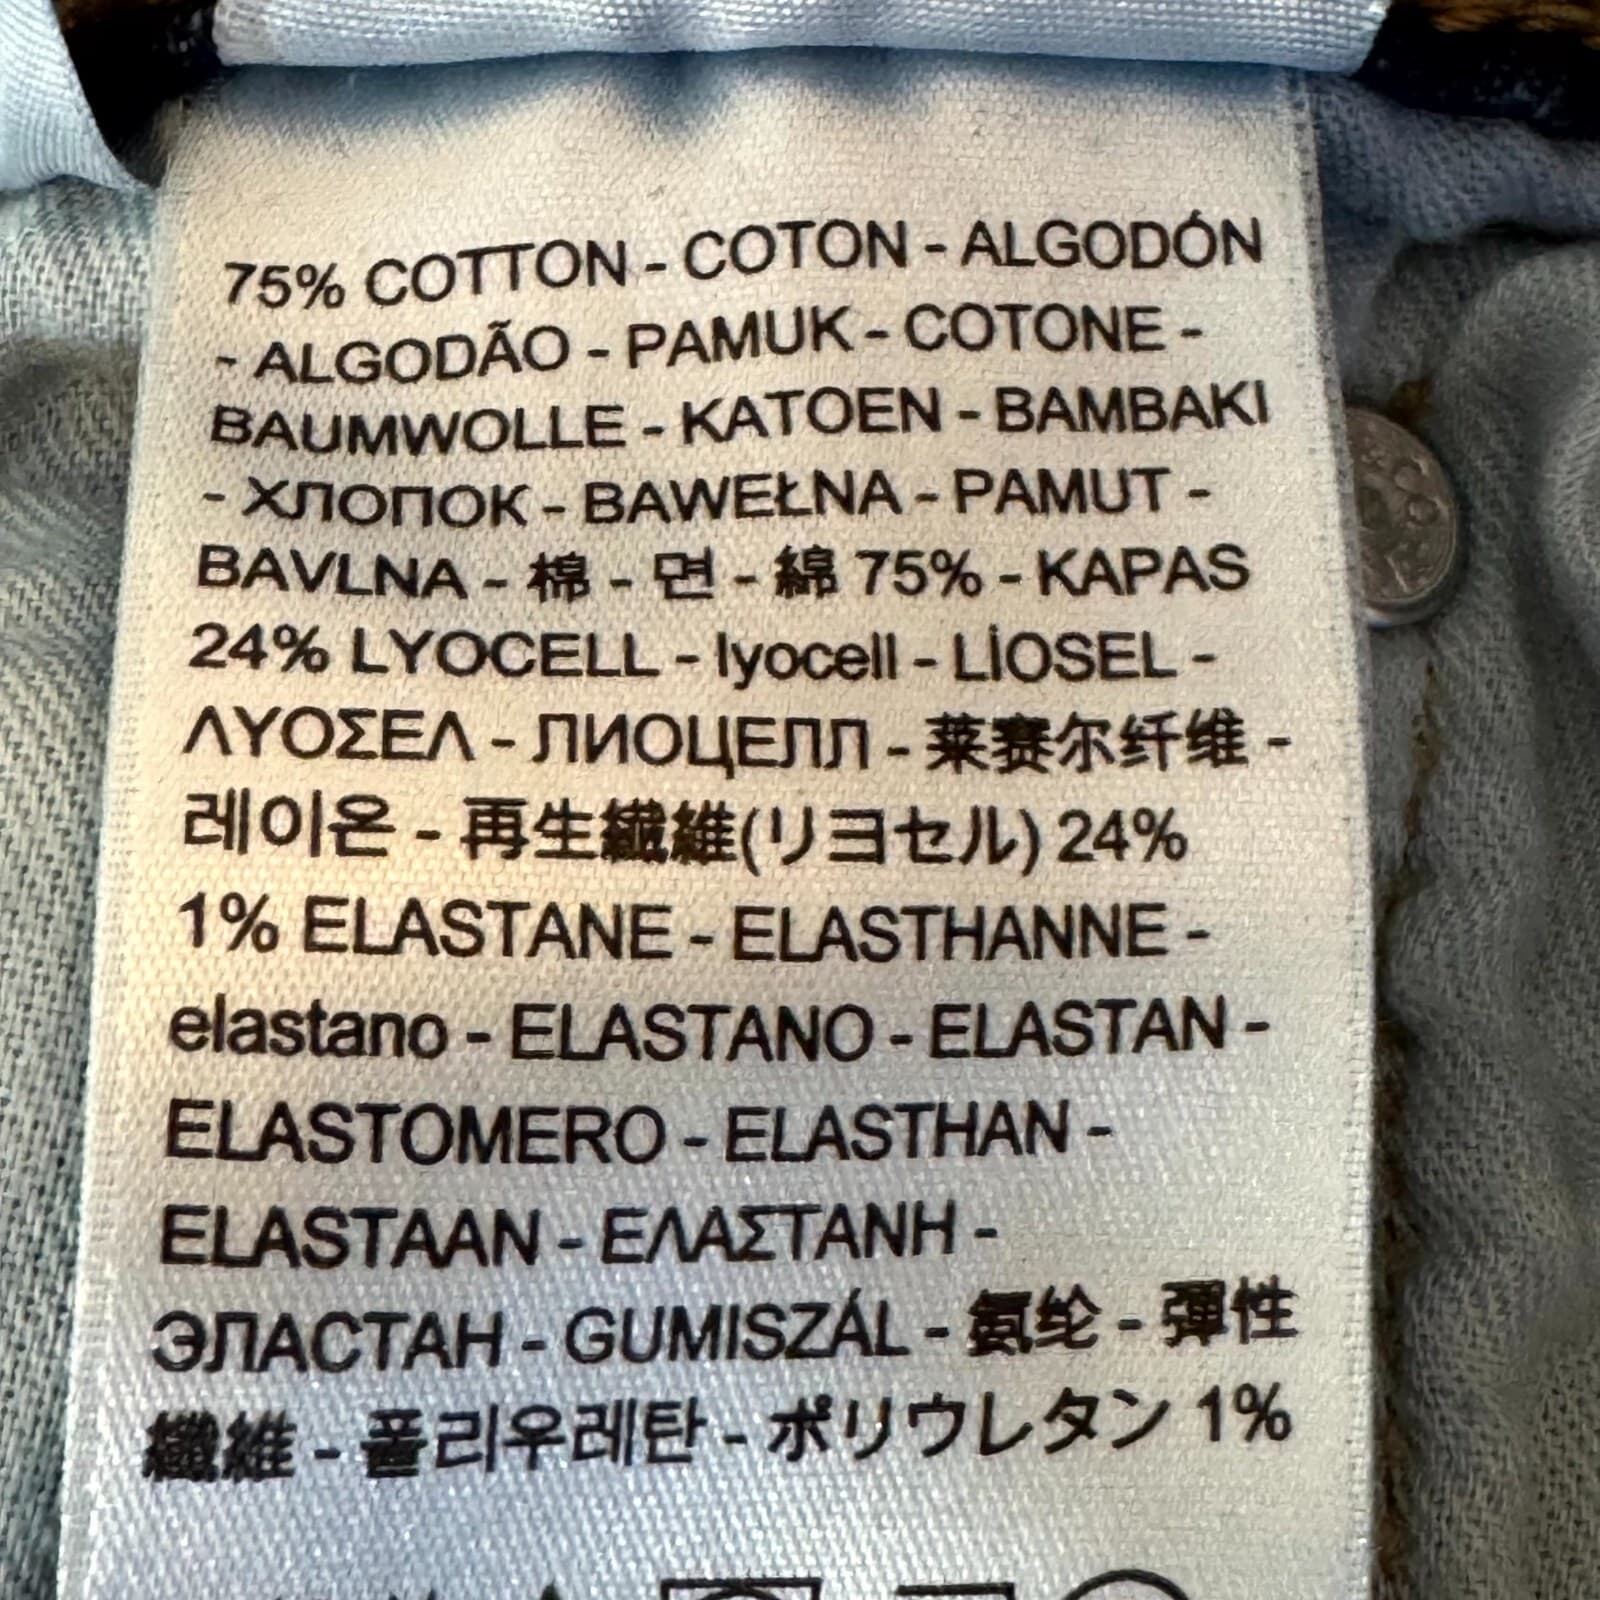 75% COTTON - COTON - ALGODÓN
- ALGODÃO - PAMUK - COTONE -
BAUMWOLLE - KATOEN - BAMBAKI
- ХЛОПОК - BAWEŁNA - PAMUT -
BAVLNA - 棉 - 면 - 綿 75% - KAPAS
24% LYOCELL - lyocell - LİOSEL -
ΛΥΟΣΕΛ - ЛИОЦЕЛЛ - 莱赛尔纤维 -
레이온 - 再生繊維(リヨセル) 24%
1% ELASTANE - ELASTHANNE -
elastano - ELASTANO - ELASTAN -
ELASTOMERO - ELASTHAN -
ELASTAAN - ΕΛΑΣΤΑΝΗ -
ЭЛАСТАН - GUMISZÁL - 氨纶 - 彈性
纖維 - 폴리우레탄 - ポリウレタン 1%